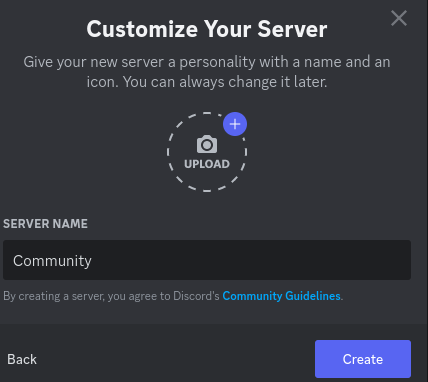 Customize Your Server
Give your new server a personality with a name and an
icon. You can always change it later.
UPLOAD
SERVER NAME
Community
By creating a server, you agree to Discord's Community Guidelines.
Back
Create